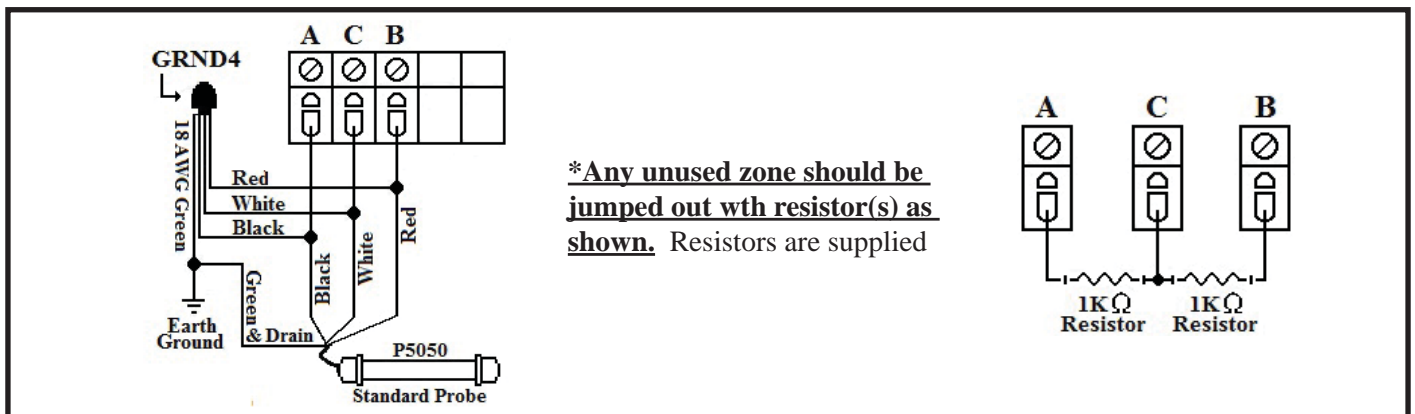 A C B
GRND4
18 AWG Green
Red
White
Black
Black
White
Red
Green
& Drain
Earth
Ground
P5050
Standard Probe
*Any unused zone should be
jumped out wth resistor(s) as
shown. Resistors are supplied
A C B
1KΩ 1KΩ
Resistor Resistor